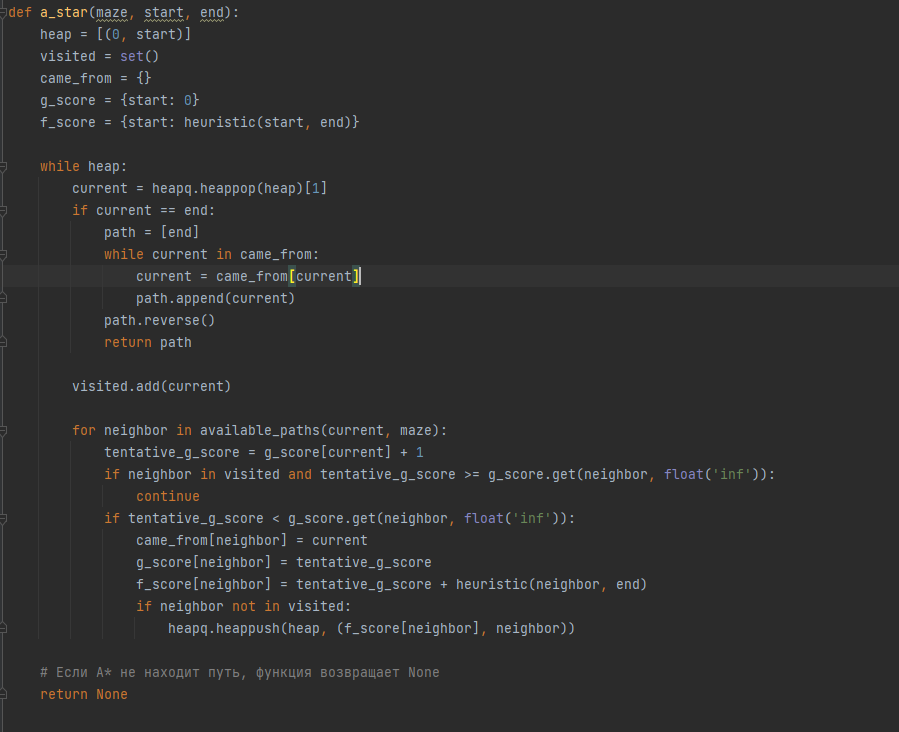 def a_star(maze, start, end):
    heap = [(0, start)]
    visited = set()
    came_from = {}
    g_score = {start: 0}
    f_score = {start: heuristic(start, end)}

    while heap:
        current = heapq.heappop(heap)[1]
        if current == end:
            path = [end]
            while current in came_from:
                current = came_from[current]
                path.append(current)
            path.reverse()
            return path

        visited.add(current)

        for neighbor in available_paths(current, maze):
            tentative_g_score = g_score[current] + 1
            if neighbor in visited and tentative_g_score >= g_score.get(neighbor, float('inf')):
                continue
            if tentative_g_score < g_score.get(neighbor, float('inf')):
                came_from[neighbor] = current
                g_score[neighbor] = tentative_g_score
                f_score[neighbor] = tentative_g_score + heuristic(neighbor, end)
                if neighbor not in visited:
                    heapq.heappush(heap, (f_score[neighbor], neighbor))

    # Если A* не находит путь, функция возвращает None
    return None